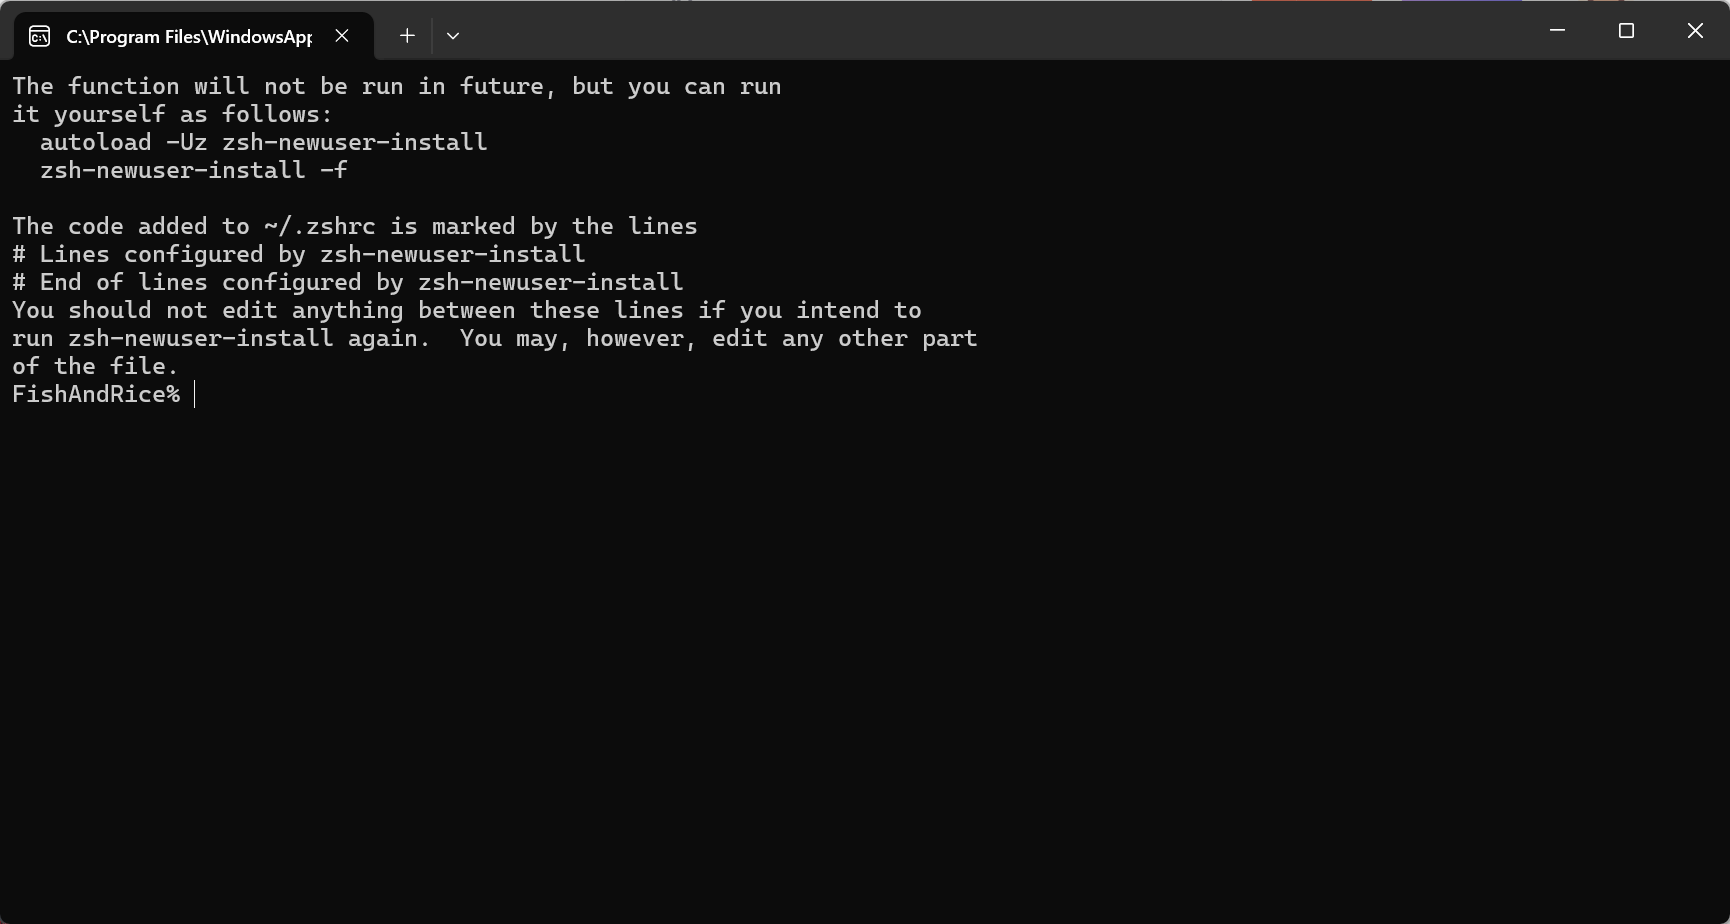 C:\Program Files\WindowsApp
The function will not be run in future, but you can run
it yourself as follows:
  autoload -Uz zsh-newuser-install
  zsh-newuser-install -f

The code added to ~/.zshrc is marked by the lines
# Lines configured by zsh-newuser-install
# End of lines configured by zsh-newuser-install
You should not edit anything between these lines if you intend to
run zsh-newuser-install again.  You may, however, edit any other part
of the file.
FishAndRice%